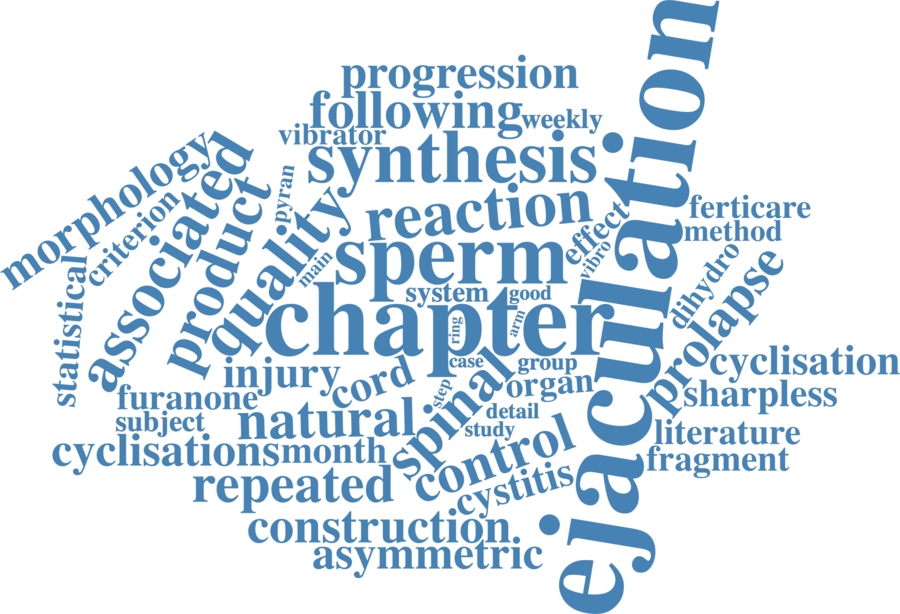 progression
following
weekly
vibrator
synthesis
morphology
criterion
associated
product
pyran
quality
reaction
effect
ejaculation
ferticare
method
main
sperm
vibro
dihydro
statistical
system
good
chapter
ring
arm
prolapse
injury
cord
case
group
organ
cyclisation
furanone
step
sharpless
subject
natural
spinal
detail
study
literature
cyclisations
month
control
fragment
repeated
cystitis
construction
asymmetric